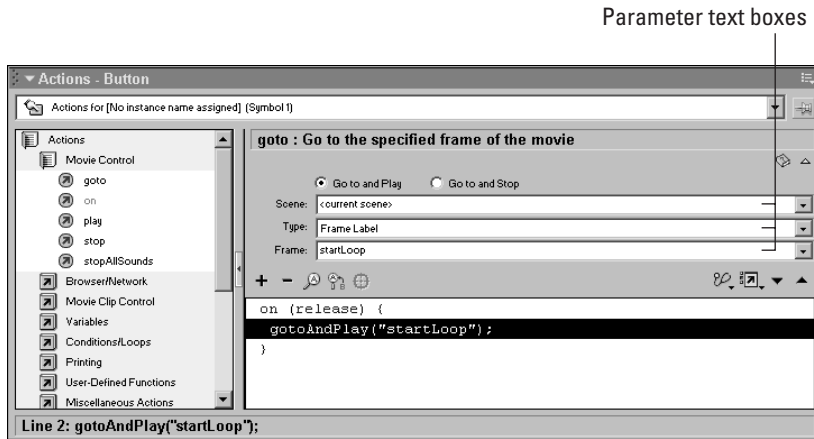 Parameter text boxes
Actions - Button
Actions for [No instance name assigned] (Symbol 1)
Actions
Movie Control
goto
on
play
stop
stopAllSounds
Browser/Network
Movie Clip Control
Variables
Conditions/Loops
Printing
User-Defined Functions
Miscellaneous Actions
goto : Go to the specified frame of the movie
Go to and Play Go to and Stop
Scene: <current scene>
Type: Frame Label
Frame: startLoop
on (release) {
gotoAndPlay("startLoop");
}
Line 2: gotoAndPlay("startLoop");